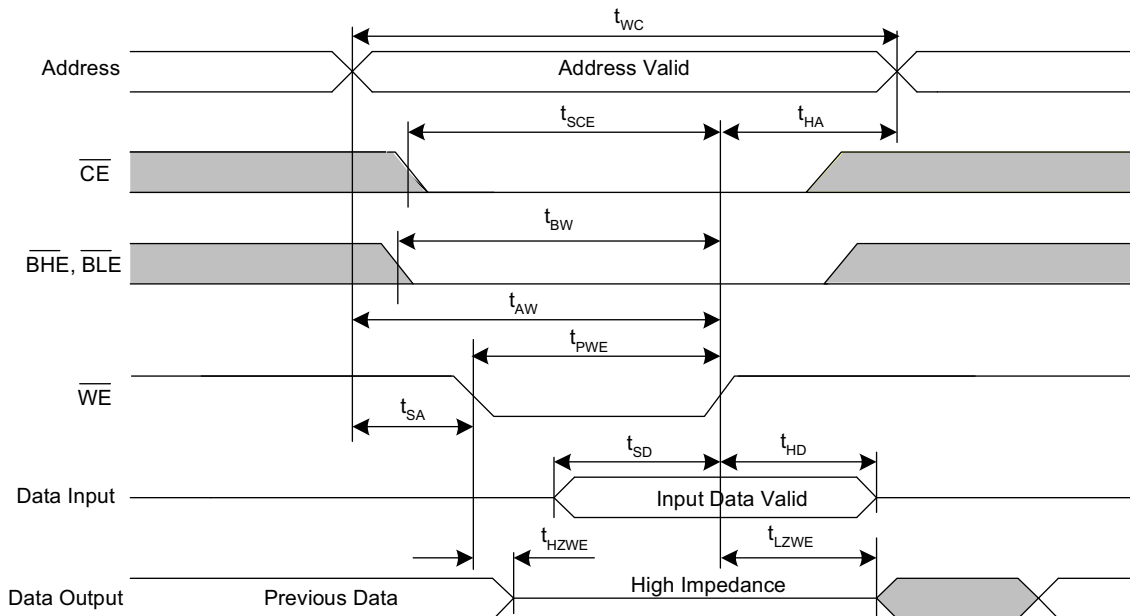 tWC
Address Address Valid
tSCE tHA
CE
tBW
BHE, BLE
tAW
tPWE
WE
tSA
tSD tHD
Data Input Input Data Valid
tHZWE tLZWE
Data Output Previous Data High Impedance